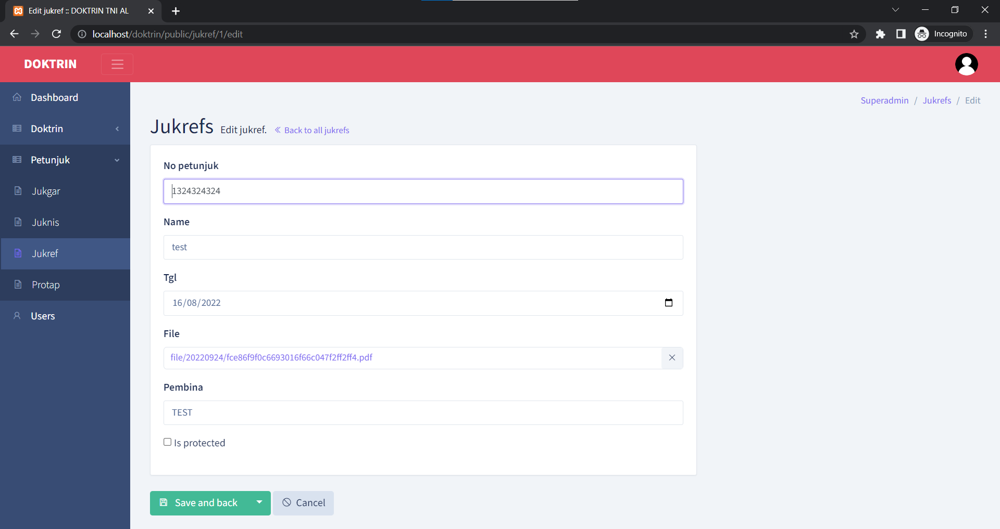 Edit jukref :: DOKTRIN TNI AL
localhost/doktrin/public/jukref/1/edit
Incognito
DOKTRIN
Dashboard
Doktrin
Petunjuk
Jukgar
Juknis
Jukref
Protap
Users
Superadmin / Jukrefs / Edit
Jukrefs Edit jukref. « Back to all jukrefs
No petunjuk
1324324324
Name
test
Tgl
16/08/2022
File
file/20220924/fce86f9f0c6693016f66c047f2ff2ff4.pdf
Pembina
TEST
Is protected
Save and back
Cancel